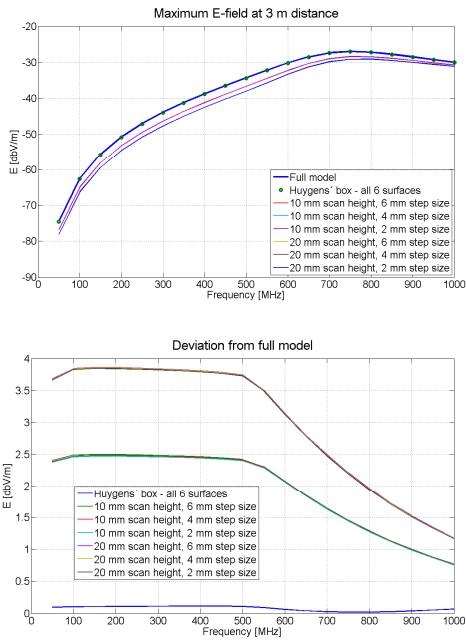 Maximum E-field at 3 m distance
-20
-30
-40
-50
-60
-70
-80
-90
E [dbV/m]
Full model
Huygens´ box - all 6 surfaces
10 mm scan height, 6 mm step size
10 mm scan height, 4 mm step size
10 mm scan height, 2 mm step size
20 mm scan height, 6 mm step size
20 mm scan height, 4 mm step size
20 mm scan height, 2 mm step size
0 100 200 300 400 500 600 700 800 900 1000
Frequency [MHz]
Deviation from full model
4
3.5
3
2.5
2
1.5
1
0.5
0
E [dbV/m]
Huygens´ box - all 6 surfaces
10 mm scan height, 6 mm step size
10 mm scan height, 4 mm step size
10 mm scan height, 2 mm step size
20 mm scan height, 6 mm step size
20 mm scan height, 4 mm step size
20 mm scan height, 2 mm step size
0 100 200 300 400 500 600 700 800 900 1000
Frequency [MHz]